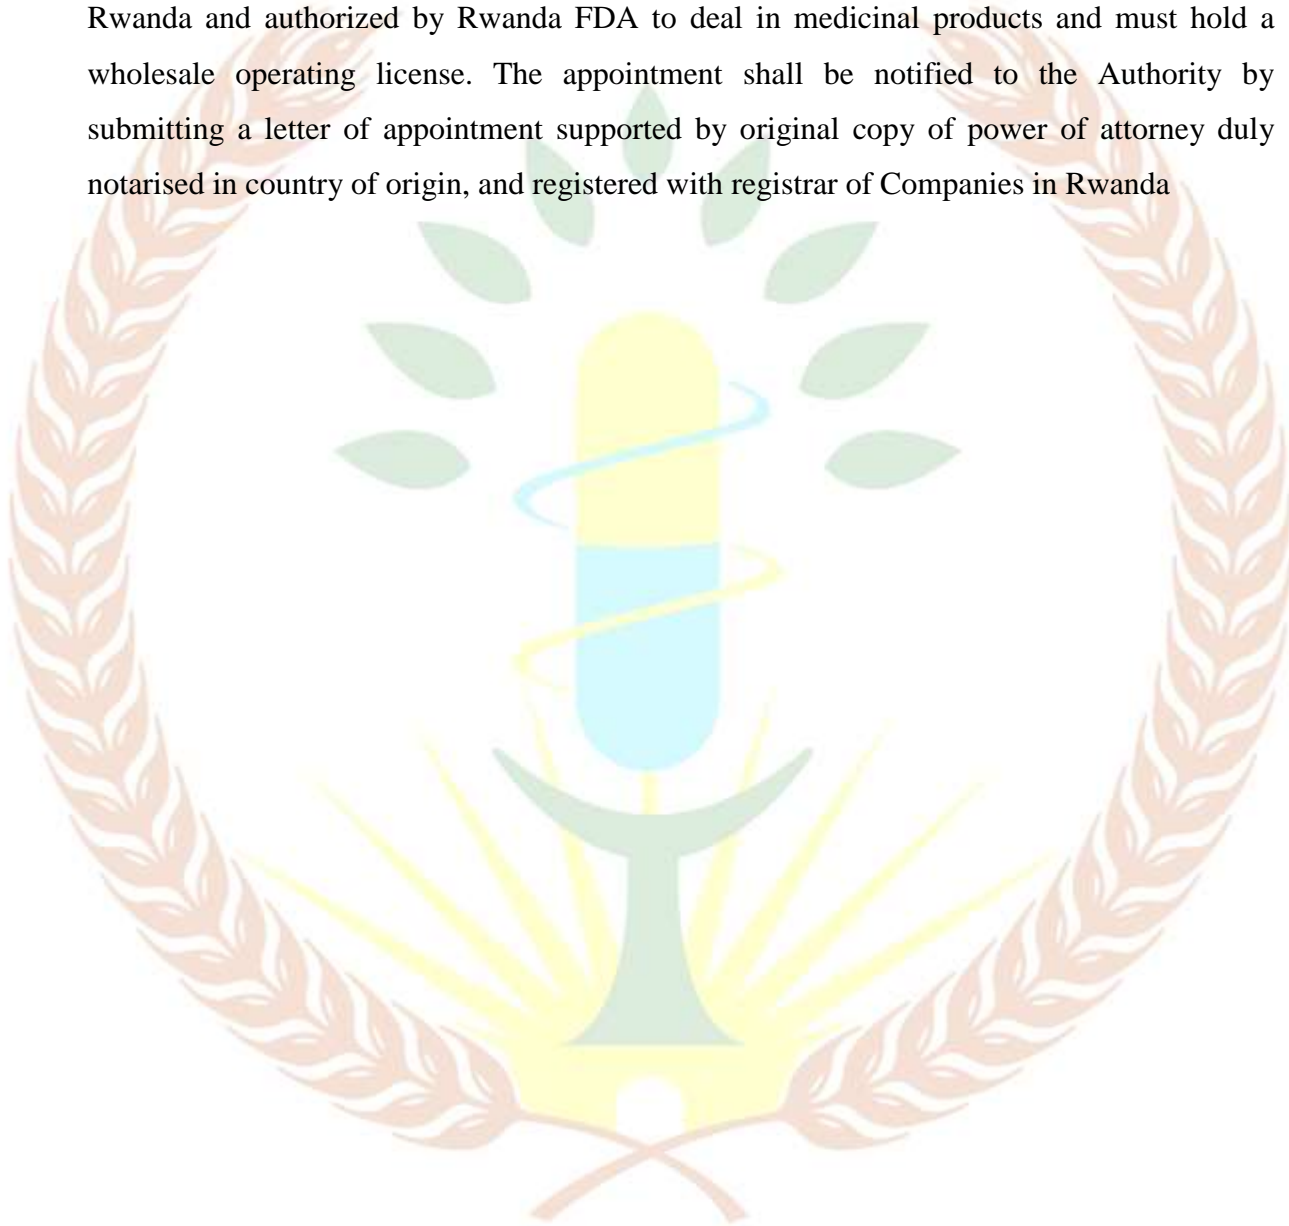 Rwanda and authorized by Rwanda FDA to deal in medicinal products and must hold a
wholesale operating license. The appointment shall be notified to the Authority by
submitting a letter of appointment supported by original copy of power of attorney duly
notarised in country of origin, and registered with registrar of Companies in Rwanda